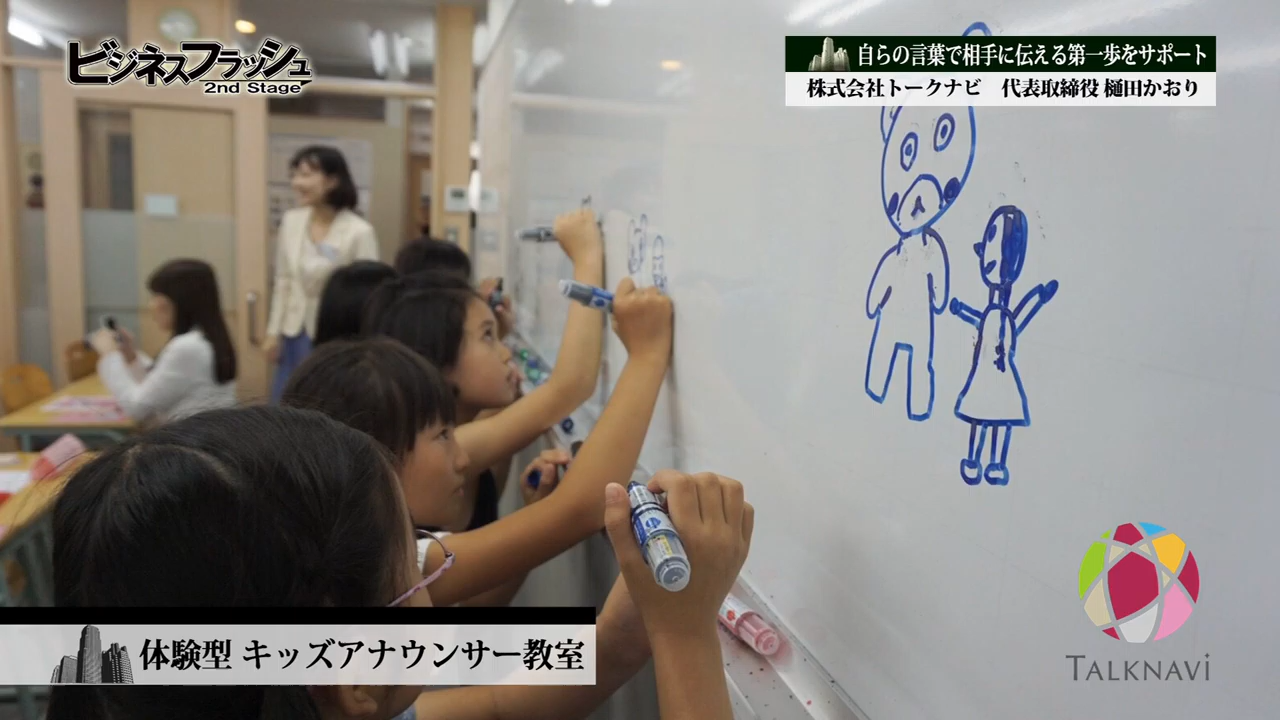 ビジネスフラッシュ
2nd Stage
自らの言葉で相手に伝える第一歩をサポート
株式会社トークナビ　代表取締役 樋田かおり
体験型 キッズアナウンサー教室
TALKNAVi